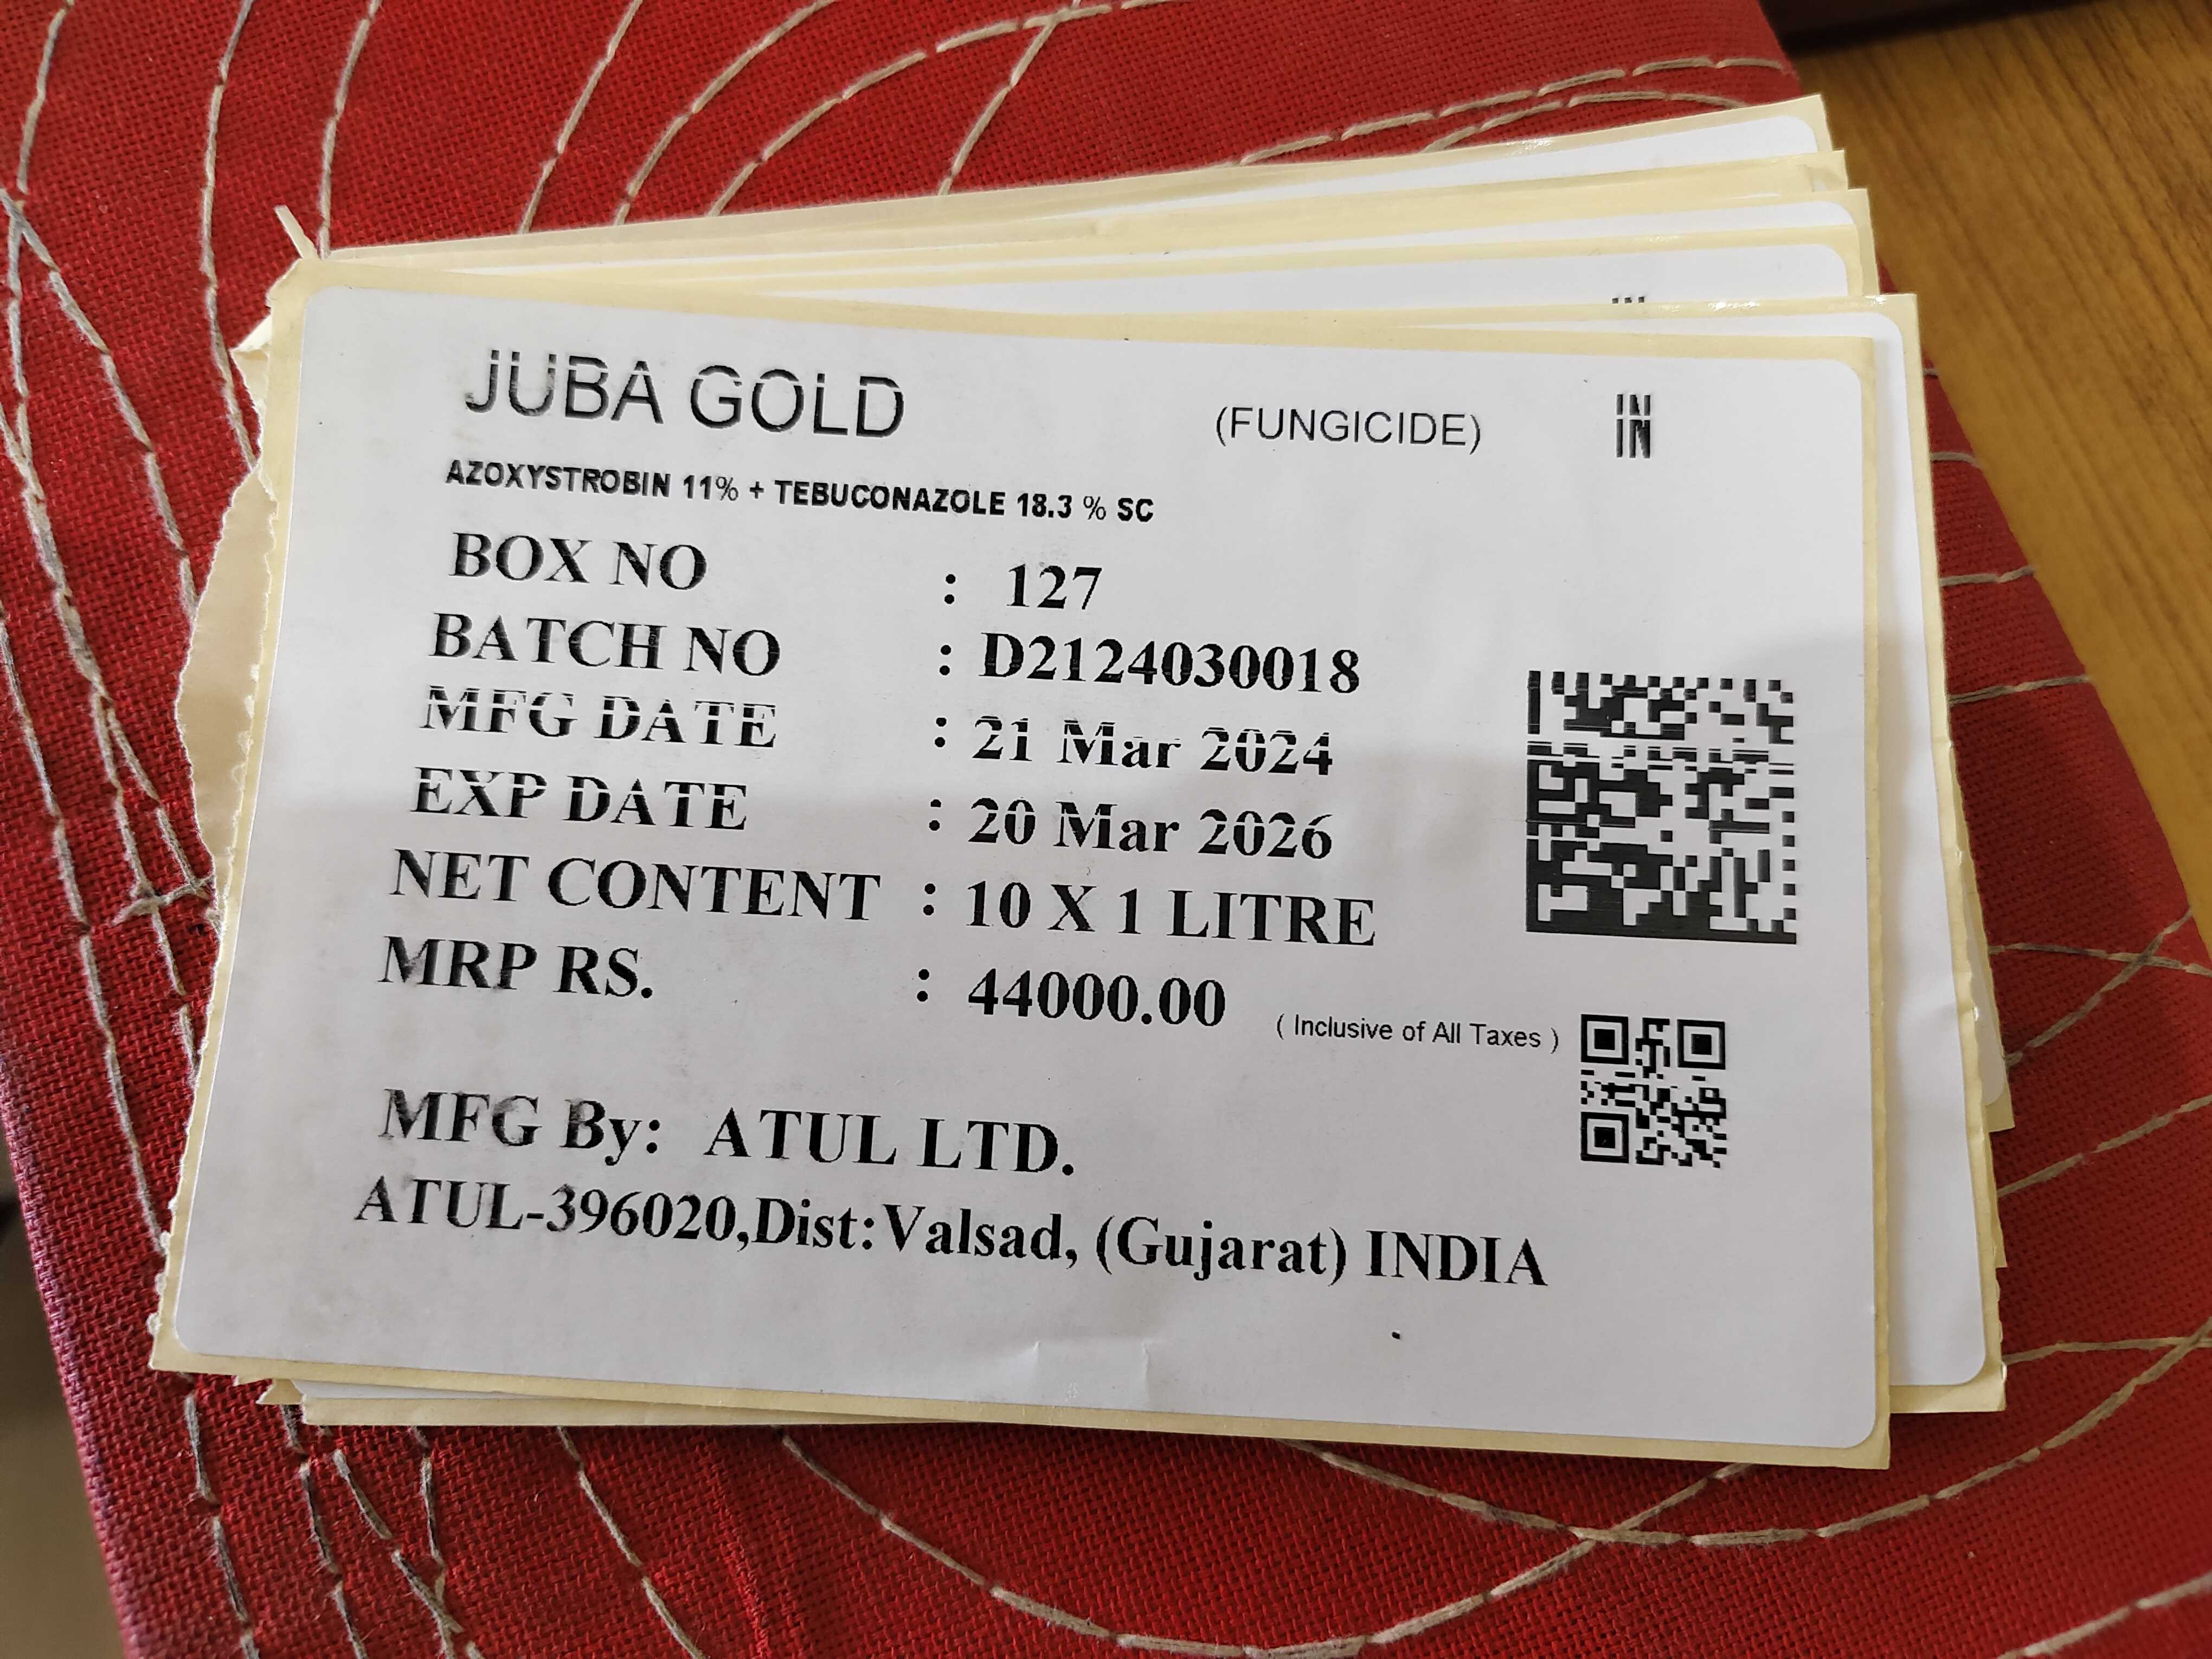 JUBA GOLD (FUNGICIDE) IN
IN
AZOXYSTROBIN 11% + TEBUCONAZOLE 18.3 % SC
BOX NO : 127
BATCH NO : D2124030018
MFG DATE : 21 Mar 2024
EXP DATE : 20 Mar 2026
NET CONTENT : 10 X 1 LITRE
MRP RS. : 44000.00 ( Inclusive of All Taxes )
MFG By: ATUL LTD.
ATUL-396020,Dist:Valsad, (Gujarat) INDIA